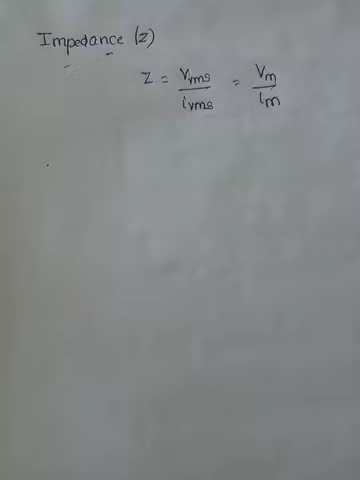 Impedance (z)
Z = Vrms / irms = Vm / im